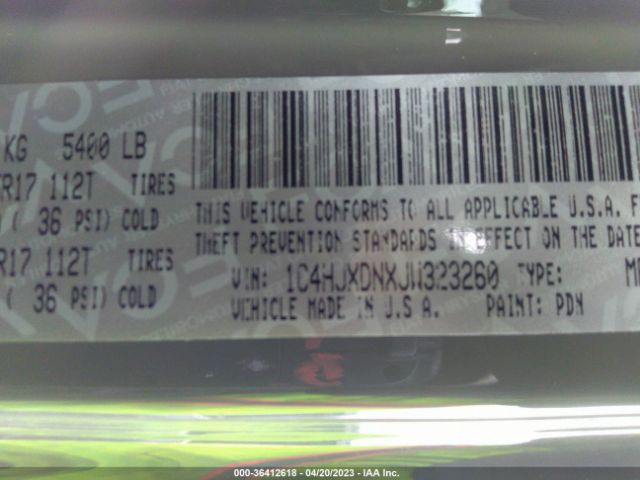 KG 5400 LB
R17 112T TIRES
( 36 PSI) COLD
R17 112T
( 36 PSI) COLD
THIS VEHICLE CONFORMS TO ALL APPLICABLE U.S.A. F
THEFT PREVENTION STANDARDS IN EFFECT ON THE DATE
VIN: 1C4HJXDNXJW323260 TYPE: MP
VEHICLE MADE IN U.S.A. PAINT: PDN
000-36412618 - 04/20/2023 - IAA Inc.